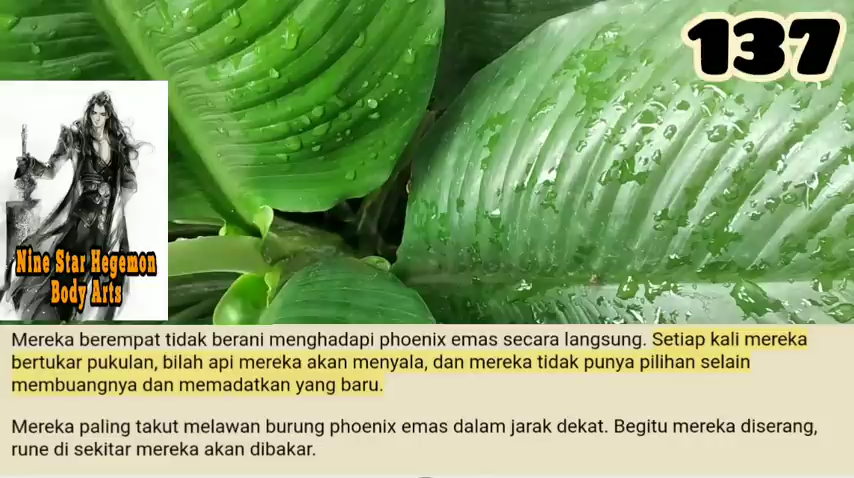 137
Nine Star Hegemon
Body Arts
Mereka berempat tidak berani menghadapi phoenix emas secara langsung. Setiap kali mereka
bertukar pukulan, bilah api mereka akan menyala, dan mereka tidak punya pilihan selain
membuangnya dan memadatkan yang baru.
Mereka paling takut melawan burung phoenix emas dalam jarak dekat. Begitu mereka diserang,
rune di sekitar mereka akan dibakar.